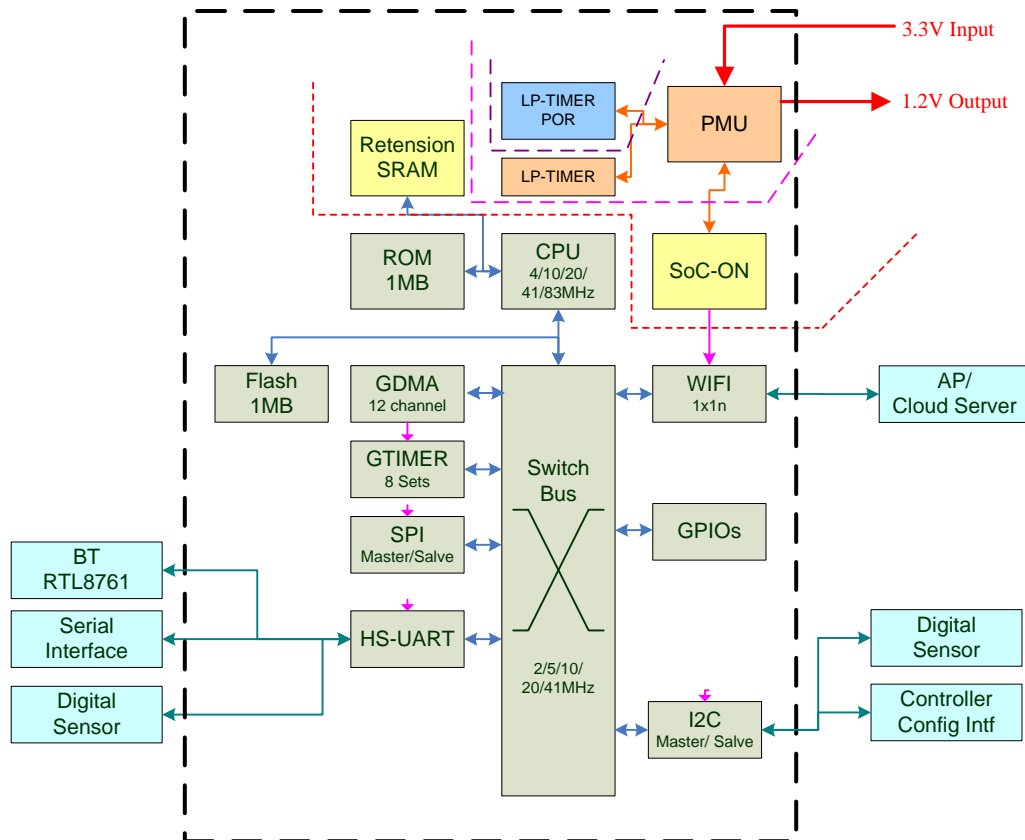 3.3V Input
1.2V Output
LP-TIMER
POR
PMU
Retension
SRAM
LP-TIMER
ROM
1MB
CPU
4/10/20/
41/83MHz
SoC-ON
Flash
1MB
GDMA
12 channel
WIFI
1x1n
AP/
Cloud Server
GTIMER
8 Sets
Switch
Bus
SPI
Master/Salve
GPIOs
BT
RTL8761
Serial
Interface
HS-UART
Digital
Sensor
2/5/10/
20/41MHz
Digital
Sensor
I2C
Master/ Salve
Controller
Config Intf